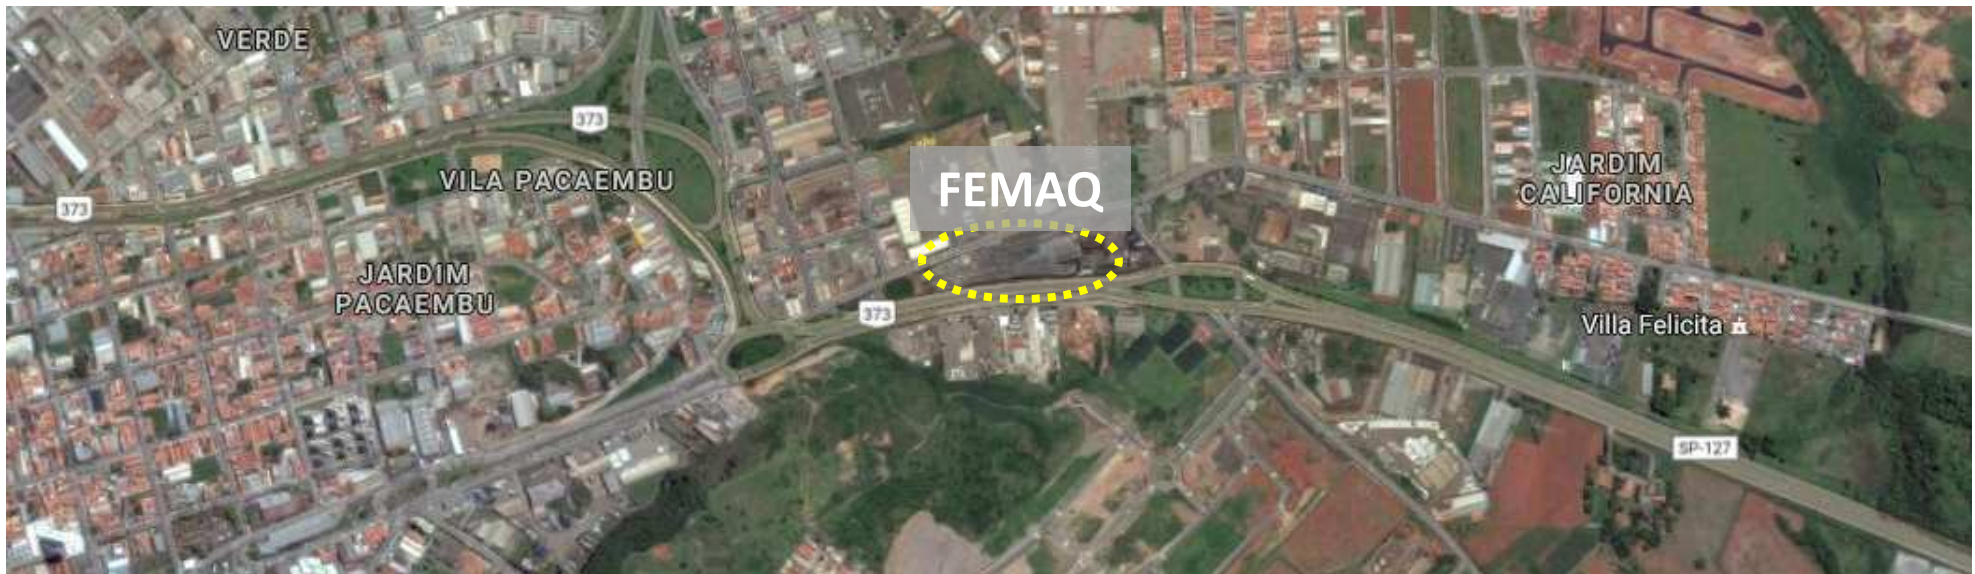 VERDE
373
VILA PACAEMBU
373
FEMAQ
JARDIM
CALIFORNIA
JARDIM
PACAEMBU
373
Villa Felicita
SP-127